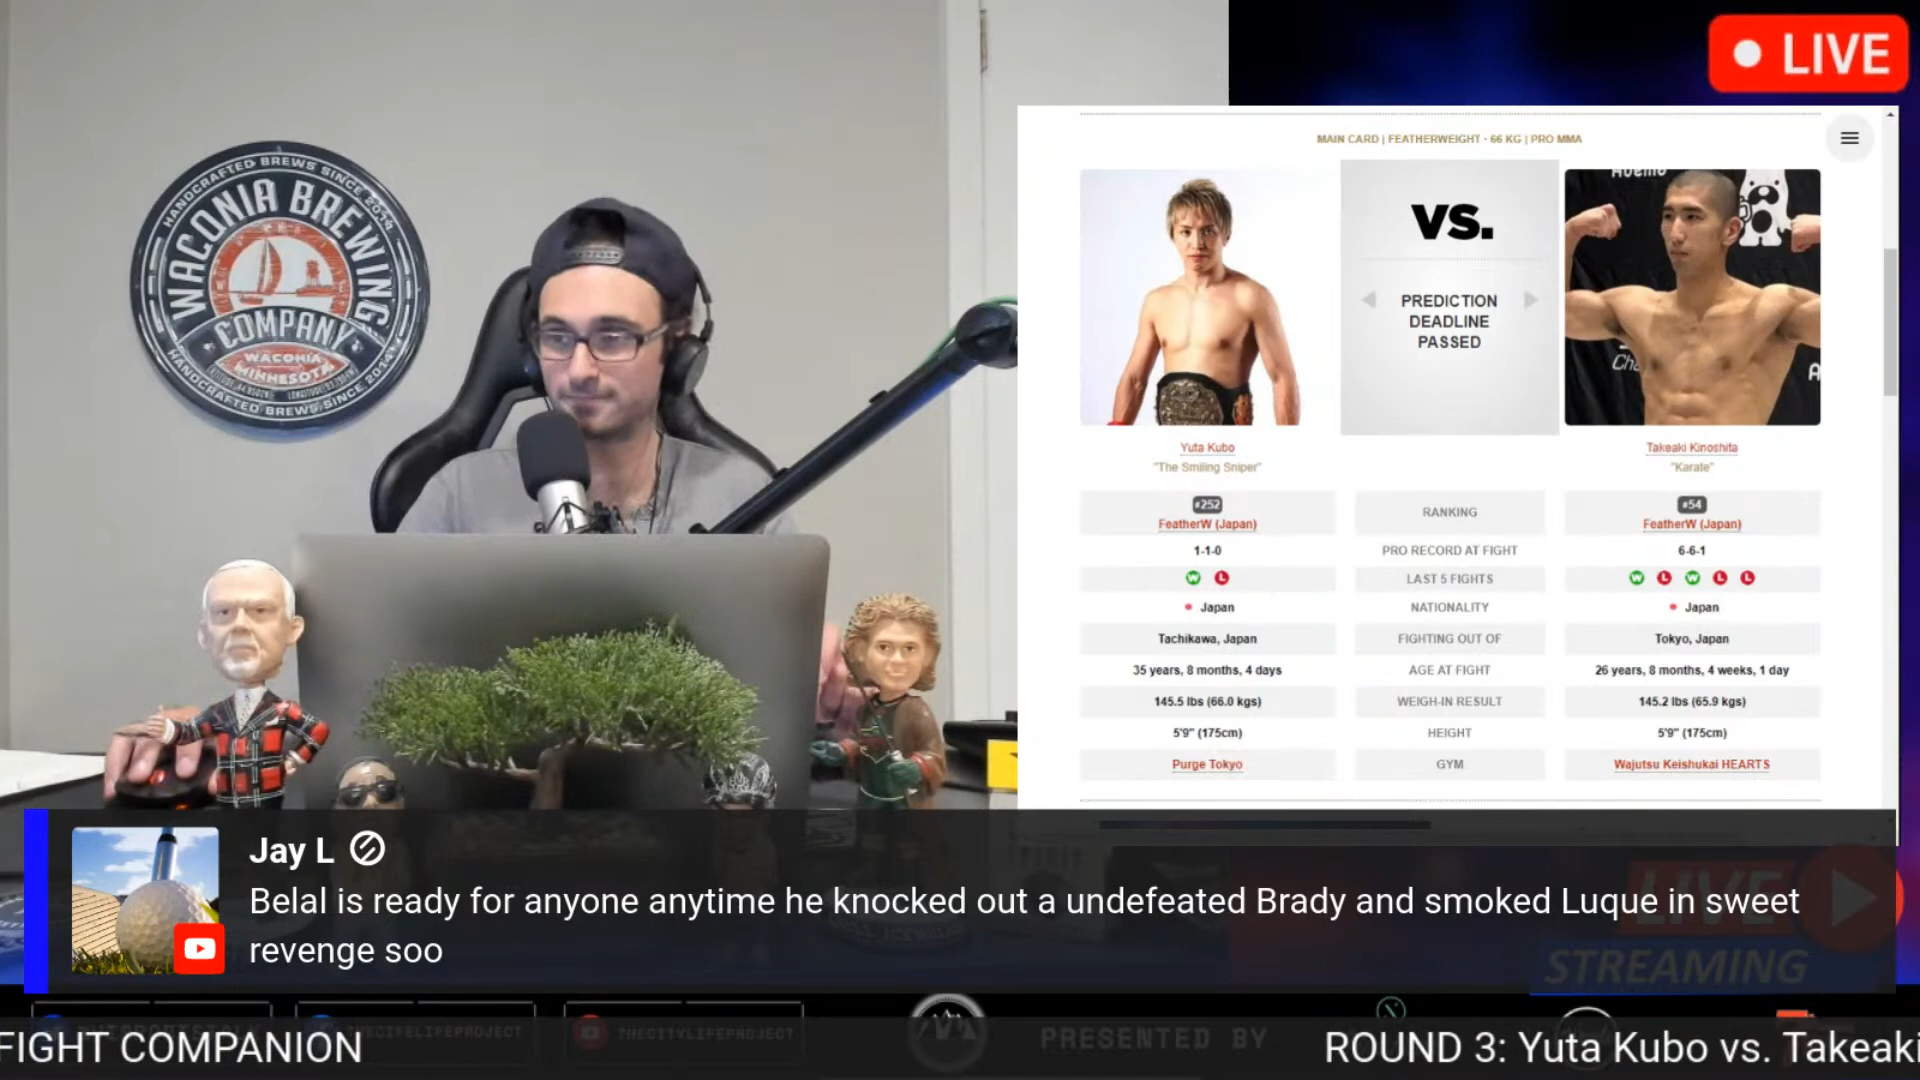 LIVE
MAIN CARD | FEATHERWEIGHT · 66 KG | PRO MMA
HANDCRAFTED BREWS SINCE 2014
WACONIA BREWING
COMPANY
WACONIA
MINNESOTA
HANDCRAFTED BREWS SINCE 2014
VS.
PREDICTION
DEADLINE
PASSED
Yuta Kubo
"The Smiling Sniper"
Takeaki Kinoshita
"Karate"
#252
FeatherW (Japan)
RANKING
#54
FeatherW (Japan)
1-1-0
PRO RECORD AT FIGHT
6-6-1
W L
LAST 5 FIGHTS
W L W L L
Japan
NATIONALITY
Japan
Tachikawa, Japan
FIGHTING OUT OF
Tokyo, Japan
35 years, 8 months, 4 days
AGE AT FIGHT
26 years, 8 months, 4 weeks, 1 day
145.5 lbs (66.0 kgs)
WEIGH-IN RESULT
145.2 lbs (65.9 kgs)
5'9" (175cm)
HEIGHT
5'9" (175cm)
Purge Tokyo
GYM
Wajutsu Keishukai HEARTS
Jay L
Belal is ready for anyone anytime he knocked out a undefeated Brady and smoked Luque in sweet
revenge soo
LIVE
STREAMING
THECITYLIFEPROJECT
PRESENTED BY
FIGHT COMPANION
ROUND 3: Yuta Kubo vs. Takeaki